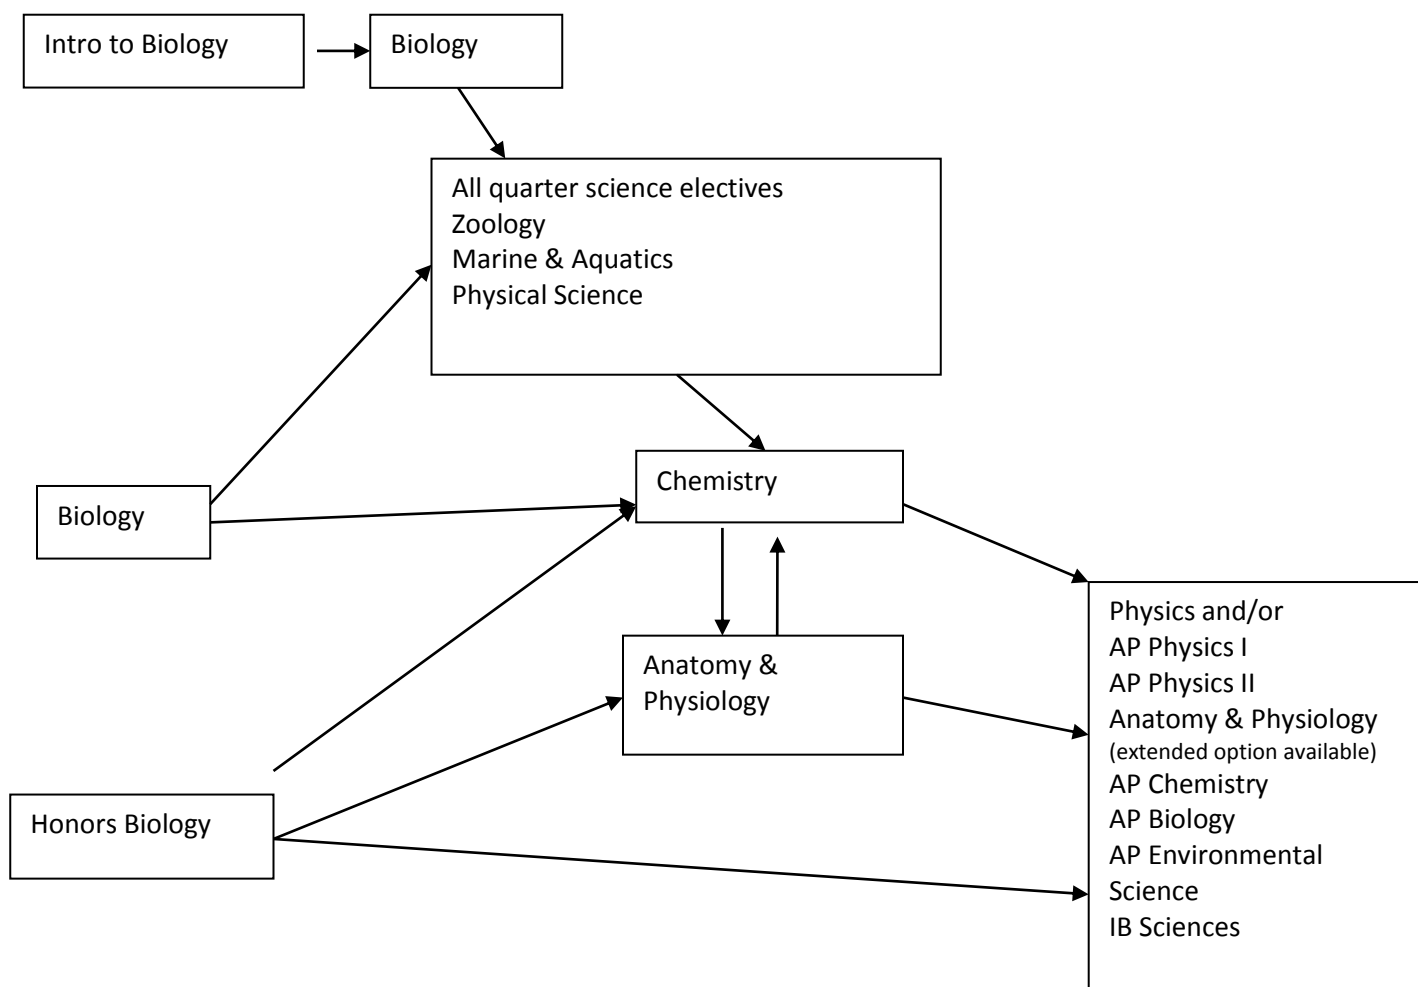 Intro to Biology
Biology
All quarter science electives
Zoology
Marine & Aquatics
Physical Science
Chemistry
Biology
Anatomy &
Physiology
Honors Biology
Physics and/or
AP Physics I
AP Physics II
Anatomy & Physiology
(extended option available)
AP Chemistry
AP Biology
AP Environmental
Science
IB Sciences